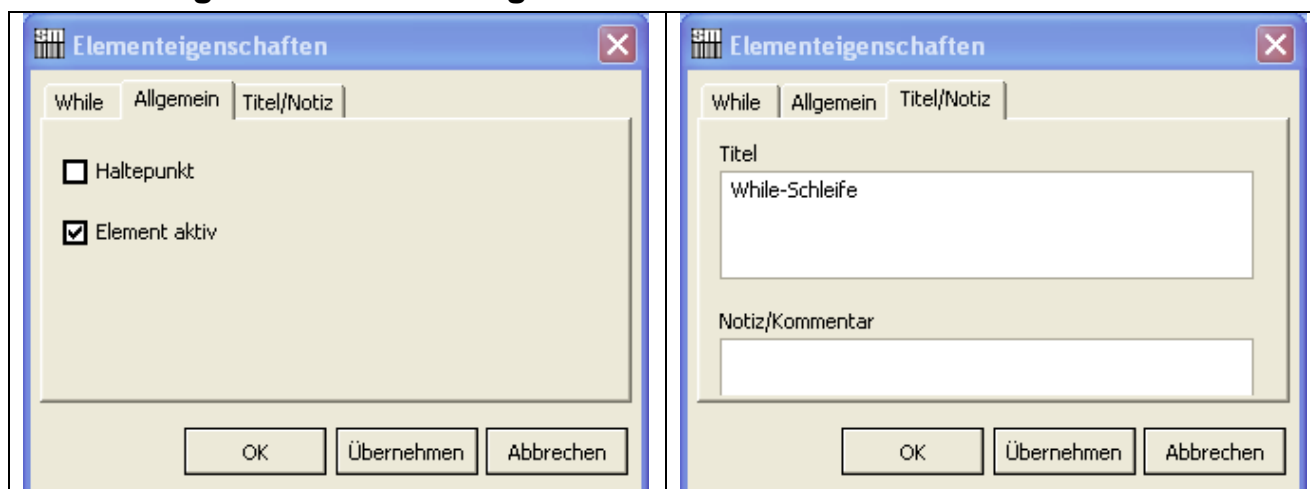 Elementeigenschaften
While Allgemein Titel/Notiz
Haltepunkt
Element aktiv
OK Übernehmen Abbrechen
Elementeigenschaften
While Allgemein Titel/Notiz
Titel
While-Schleife
Notiz/Kommentar
OK Übernehmen Abbrechen